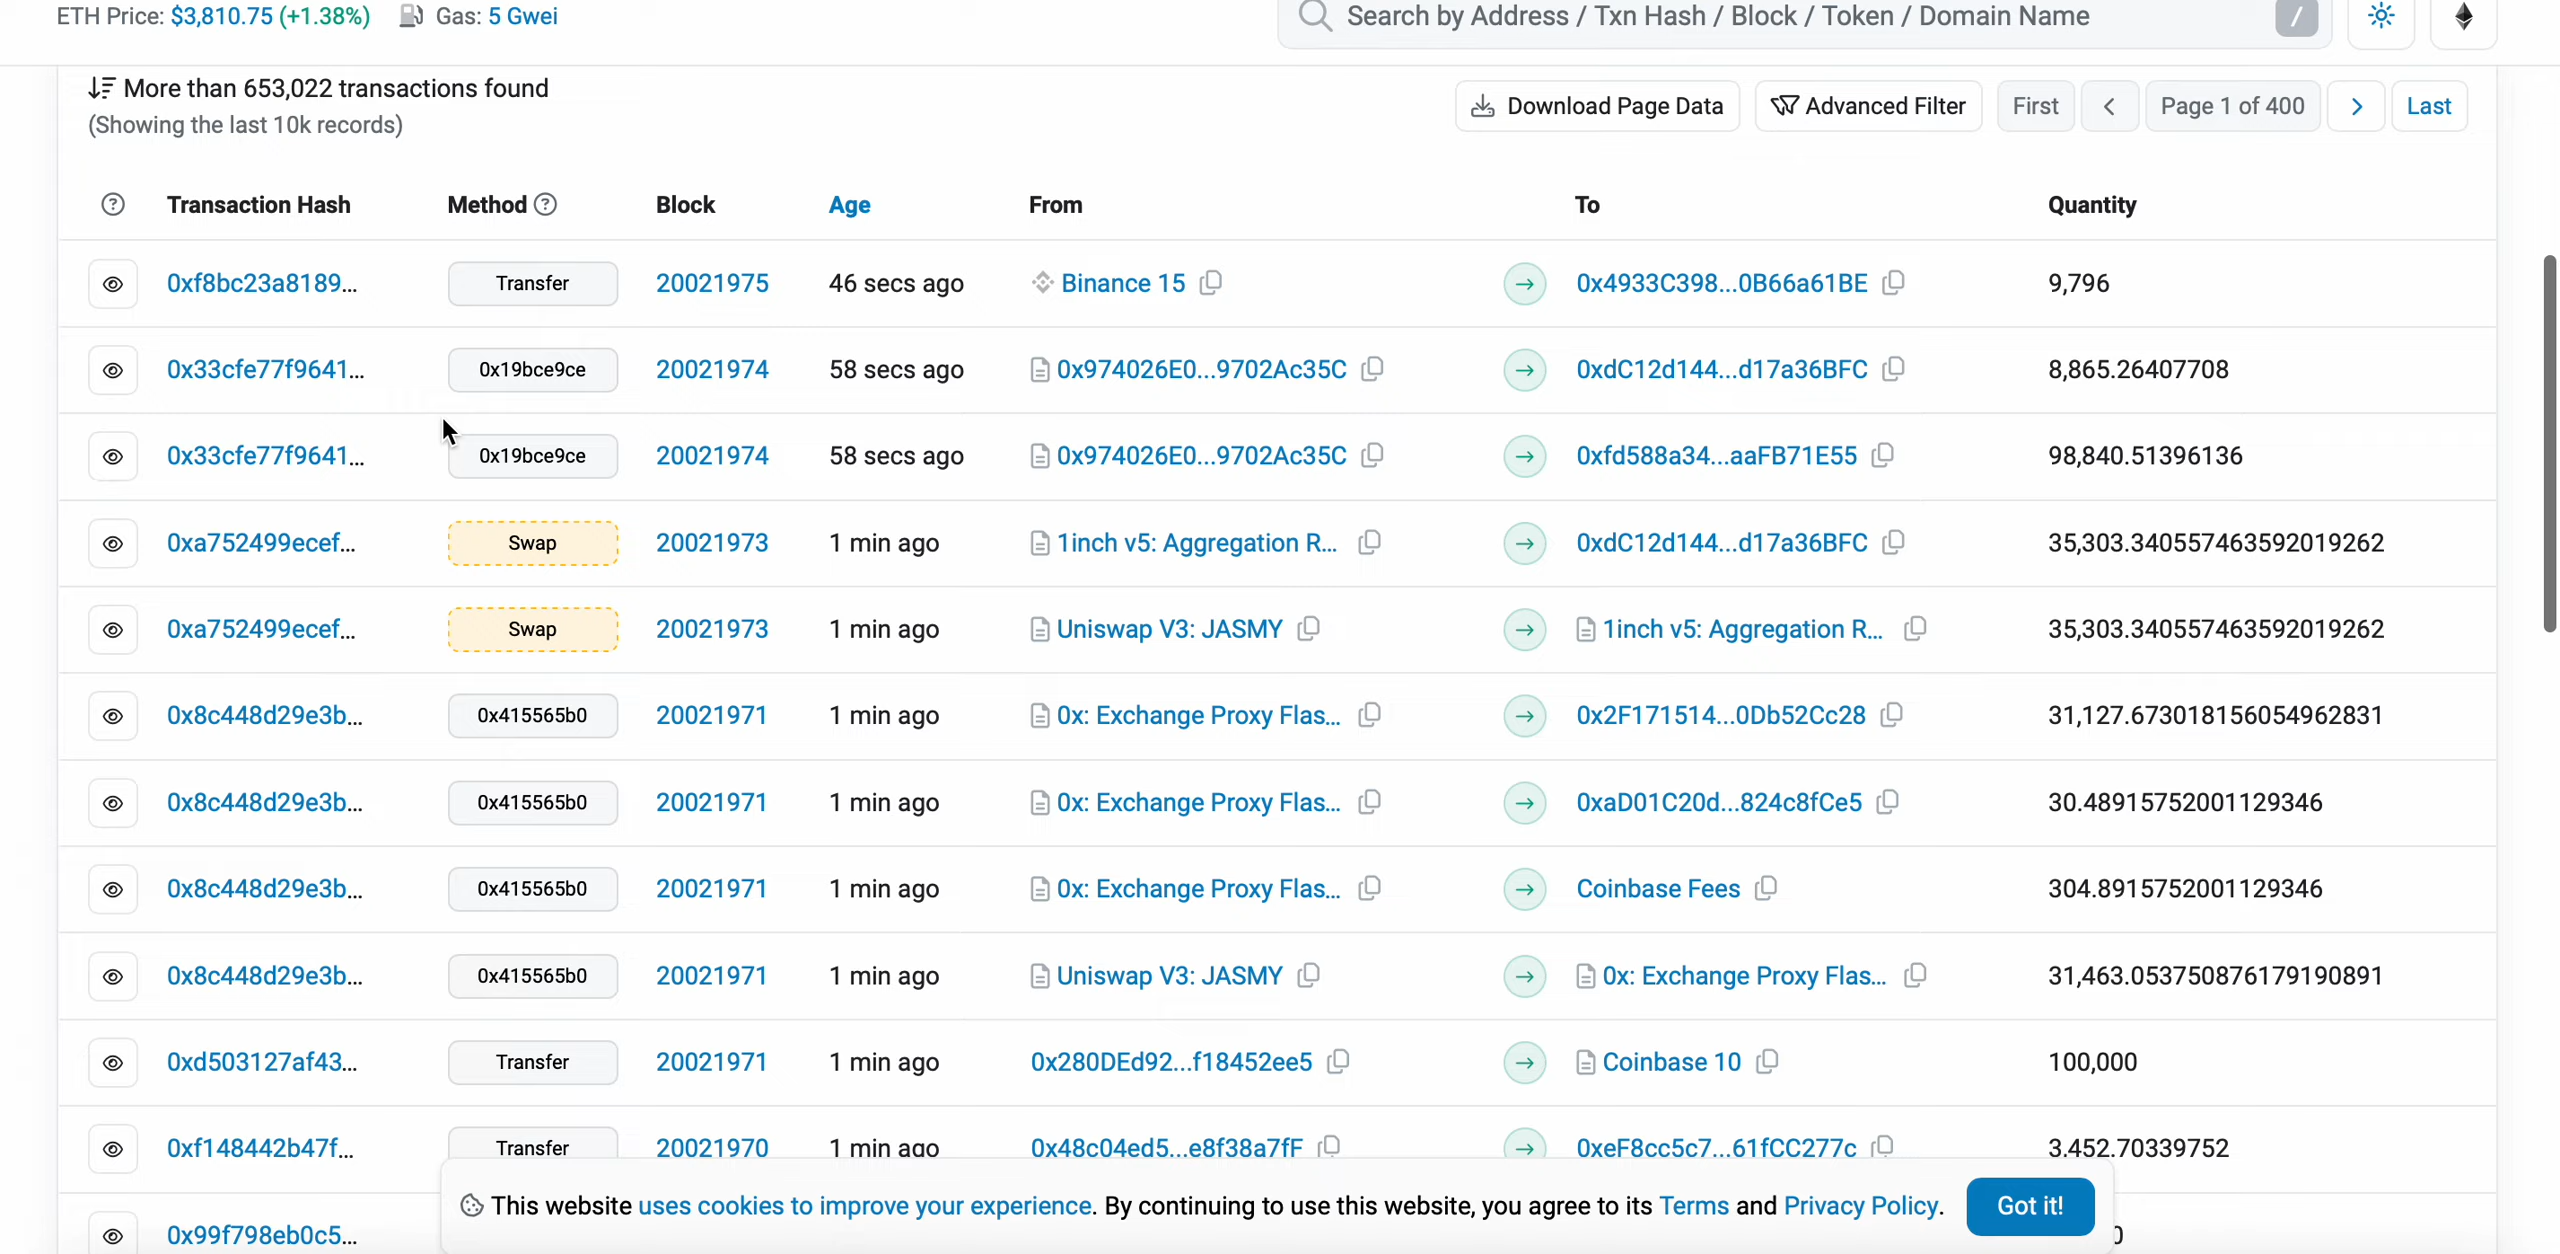 ETH Price: $3,810.75 (+1.38%) Gas: 5 Gwei
Search by Address / Txn Hash / Block / Token / Domain Name /
More than 653,022 transactions found
(Showing the last 10k records)
Download Page Data Advanced Filter First Page 1 of 400 Last
Transaction Hash Method Block Age From To Quantity
0xf8bc23a8189... Transfer 20021975 46 secs ago Binance 15 0x4933C398...0B66a61BE 9,796
0x33cfe77f9641... 0x19bce9ce 20021974 58 secs ago 0x974026E0...9702Ac35C 0xdC12d144...d17a36BFC 8,865.26407708
0x33cfe77f9641... 0x19bce9ce 20021974 58 secs ago 0x974026E0...9702Ac35C 0xfd588a34...aaFB71E55 98,840.51396136
0xa752499ecef... Swap 20021973 1 min ago 1inch v5: Aggregation R... 0xdC12d144...d17a36BFC 35,303.340557463592019262
0xa752499ecef... Swap 20021973 1 min ago Uniswap V3: JASMY 1inch v5: Aggregation R... 35,303.340557463592019262
0x8c448d29e3b... 0x415565b0 20021971 1 min ago 0x: Exchange Proxy Flas... 0x2F171514...0Db52Cc28 31,127.673018156054962831
0x8c448d29e3b... 0x415565b0 20021971 1 min ago 0x: Exchange Proxy Flas... 0xaD01C20d...824c8fCe5 30.48915752001129346
0x8c448d29e3b... 0x415565b0 20021971 1 min ago 0x: Exchange Proxy Flas... Coinbase Fees 304.8915752001129346
0x8c448d29e3b... 0x415565b0 20021971 1 min ago Uniswap V3: JASMY 0x: Exchange Proxy Flas... 31,463.053750876179190891
0xd503127af43... Transfer 20021971 1 min ago 0x280DEd92...f18452ee5 Coinbase 10 100,000
0xf148442b47f... Transfer 20021970 1 min ago 0x48c04ed5...e8f38a7fF 0xeF8cc5c7...61fCC277c 3,452.70339752
This website uses cookies to improve your experience. By continuing to use this website, you agree to its Terms and Privacy Policy. Got it!
0x99f798eb0c5...